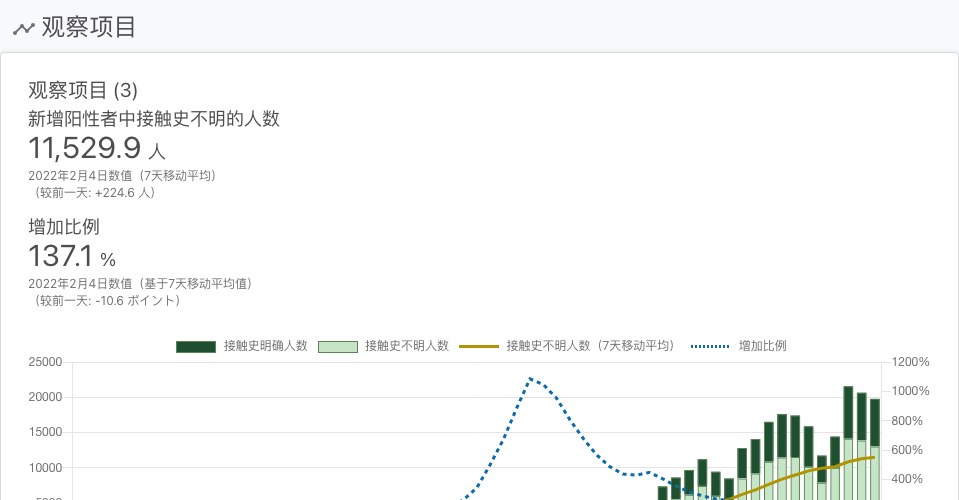 观察项目
观察项目 (3)
新增阳性者中接触史不明的人数
11,529.9 人
2022年2月4日数值（7天移动平均）
（较前一天: +224.6 人）
增加比例
137.1 %
2022年2月4日数值（基于7天移动平均值）
（较前一天: -10.6 ポイント）
接触史明确人数 接触史不明人数 接触史不明人数（7天移动平均） 增加比例
25000 1200%
20000 1000%
15000 800%
600%
10000 400%